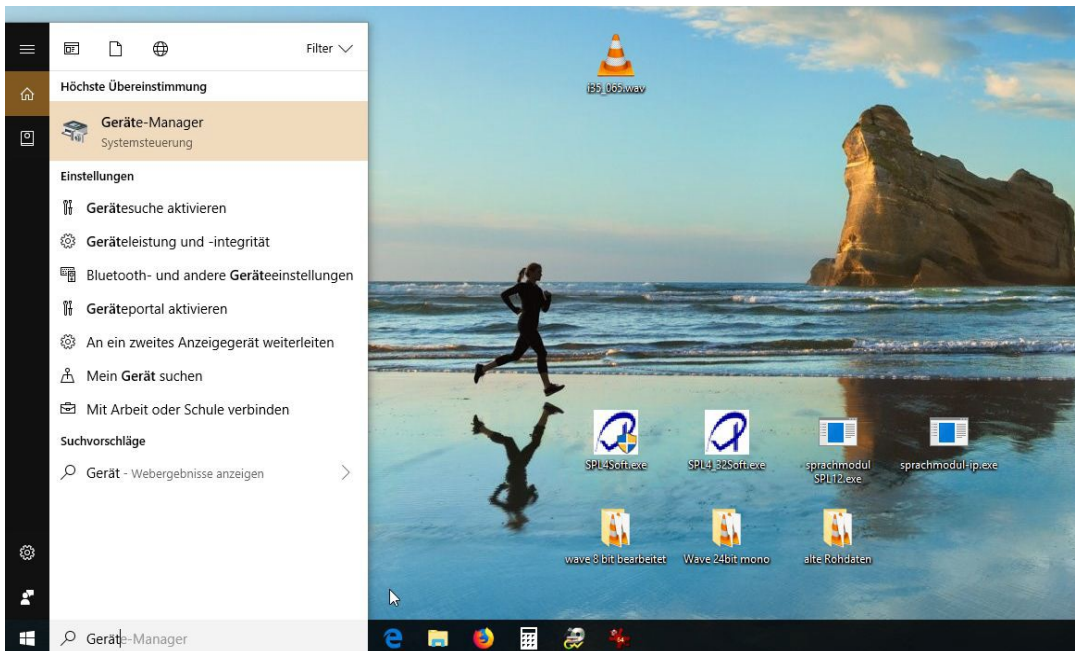 Filter
Höchste Übereinstimmung
Geräte-Manager
Systemsteuerung
Einstellungen
Gerätesuche aktivieren
Geräteleistung und -integrität
Bluetooth- und andere Geräteeinstellungen
Geräteportal aktivieren
An ein zweites Anzeigegerät weiterleiten
Mein Gerät suchen
Mit Arbeit oder Schule verbinden
Suchvorschläge
Gerät - Webergebnisse anzeigen
Geräte-Manager
i35_065.wav
SPL4Soft.exe
SPL4_32Soft.exe
sprachmodul
SPL12.exe
sprachmodul-ip.exe
wave 8 bit bearbeitet
Wave 24bit mono
alte Rohdaten